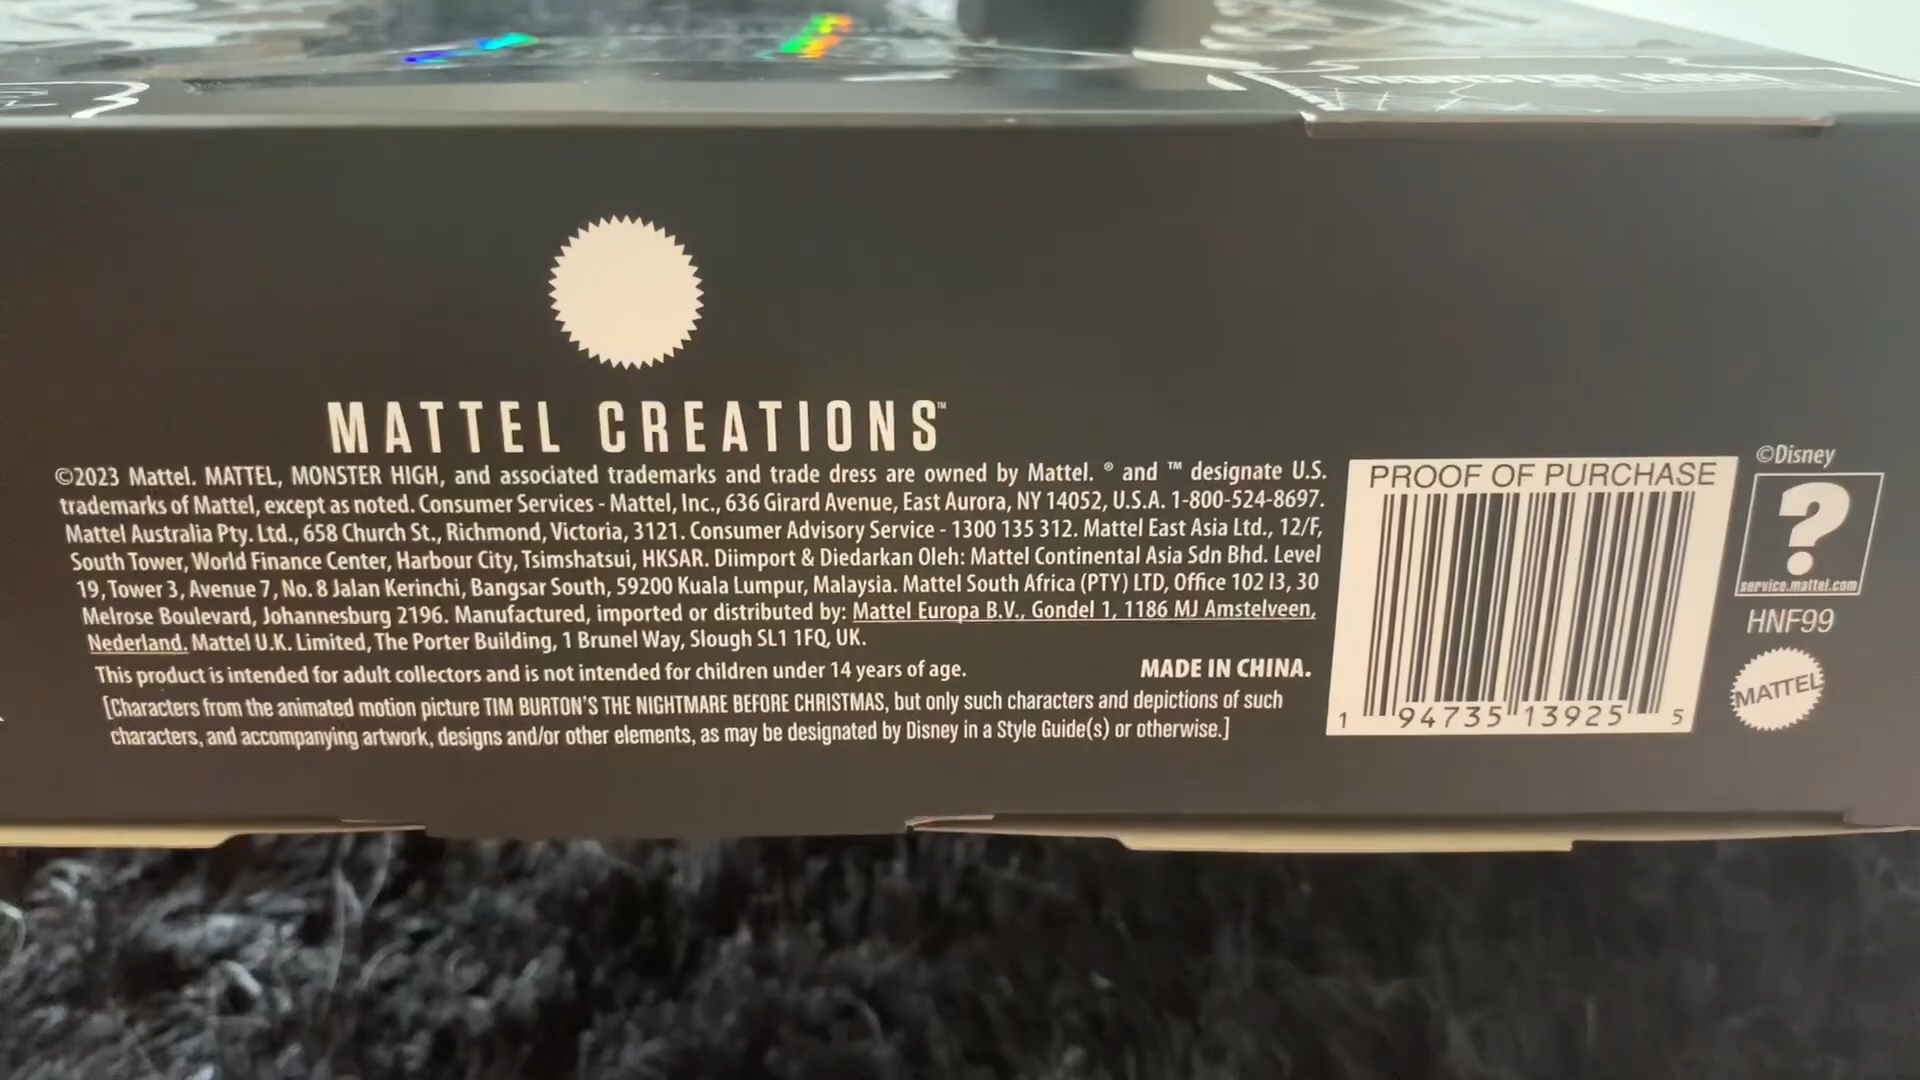 MONSTER HIGH
MATTEL CREATIONS™
©2023 Mattel. MATTEL, MONSTER HIGH, and associated trademarks and trade dress are owned by Mattel. ® and ™ designate U.S.
trademarks of Mattel, except as noted. Consumer Services - Mattel, Inc., 636 Girard Avenue, East Aurora, NY 14052, U.S.A. 1-800-524-8697.
Mattel Australia Pty. Ltd., 658 Church St., Richmond, Victoria, 3121. Consumer Advisory Service - 1300 135 312. Mattel East Asia Ltd., 12/F,
South Tower, World Finance Center, Harbour City, Tsimshatsui, HKSAR. Diimport & Diedarkan Oleh: Mattel Continental Asia Sdn Bhd. Level
19, Tower 3, Avenue 7, No. 8 Jalan Kerinchi, Bangsar South, 59200 Kuala Lumpur, Malaysia. Mattel South Africa (PTY) LTD, Office 102 I3, 30
Melrose Boulevard, Johannesburg 2196. Manufactured, imported or distributed by: Mattel Europa B.V., Gondel 1, 1186 MJ Amstelveen,
Nederland. Mattel U.K. Limited, The Porter Building, 1 Brunel Way, Slough SL1 1FQ, UK.
This product is intended for adult collectors and is not intended for children under 14 years of age.
MADE IN CHINA.
[Characters from the animated motion picture TIM BURTON'S THE NIGHTMARE BEFORE CHRISTMAS, but only such characters and depictions of such
characters, and accompanying artwork, designs and/or other elements, as may be designated by Disney in a Style Guide(s) or otherwise.]
PROOF OF PURCHASE
1 94735 13925 5
©Disney
?
service.mattel.com
HNF99
MATTEL